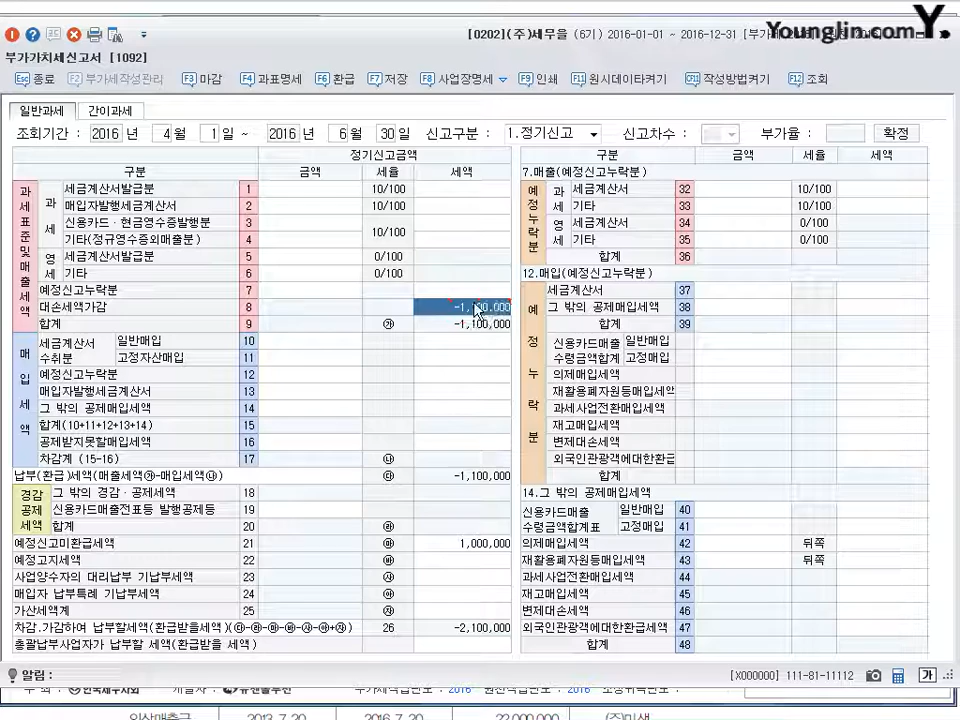 [0202](주)세무을 (6기) 2016-01-01 ~ 2016-12-31 [부가세
Younglin.com Y.
부가가치세신고서 [1092]
Esc 종료 F2 부가세작성관리 F3 마감 F4 과표명세 F6 환급 F7 저장 F8 사업장명세 F9 인쇄 F11 원시데이타켜기 CF11 작성방법켜기 F12 조회
일반과세 간이과세
조회기간 : 2016 년 4 월 1 일 ~ 2016 년 6 월 30 일 신고구분 : 1.정기신고 신고차수 : 부가율 : 확정
정기신고금액
구분 금액 세율 세액
과세표준및매출세액
과세 세금계산서발급분 1 10/100
매입자발행세금계산서 2 10/100
신용카드·현금영수증발행분 3
기타(정규영수증외매출분) 4 10/100
영세 세금계산서발급분 5 0/100
기타 6 0/100
예정신고누락분 7
대손세액가감 8 -1,100,000
합계 9 ㉮ -1,100,000
매입세액
세금계산서 수취분 일반매입 10
고정자산매입 11
예정신고누락분 12
매입자발행세금계산서 13
그 밖의 공제매입세액 14
합계(10+11+12+13+14) 15
공제받지못할매입세액 16
차감계 (15-16) 17 ㉯
납부(환급)세액(매출세액㉮-매입세액㉯) ㉰ -1,100,000
경감공제세액
그 밖의 경감·공제세액 18
신용카드매출전표등 발행공제등 19
합계 20 ㉱
예정신고미환급세액 21 ㉲ 1,000,000
예정고지세액 22 ㉳
사업양수자의 대리납부 기납부세액 23 ㉴
매입자 납부특례 기납부세액 24 ㉵
가산세액계 25 ㉶
차감.가감하여 납부할세액(환급받을세액)(㉰-㉱-㉲-㉳-㉴-㉵+㉶) 26 -2,100,000
총괄납부사업자가 납부할 세액(환급받을 세액)
구분 금액 세율 세액
7.매출(예정신고누락분)
예정누락분
과세 세금계산서 32 10/100
기타 33 10/100
영세 세금계산서 34 0/100
기타 35 0/100
합계 36
12.매입(예정신고누락분)
예정누락분
세금계산서 37
그 밖의 공제매입세액 38
합계 39
신용카드매출 수령금액합계 일반매입
고정매입
의제매입세액
재활용폐자원등매입세액
과세사업전환매입세액
재고매입세액
변제대손세액
외국인관광객에대한환급
합계
14.그 밖의 공제매입세액
신용카드매출 수령금액합계표 일반매입 40
고정매입 41
의제매입세액 42 뒤쪽
재활용폐자원등매입세액 43 뒤쪽
과세사업전환매입세액 44
재고매입세액 45
변제대손세액 46
외국인관광객에대한환급세액 47
합계 48
알림 : [X000000] 111-81-11112 가
2013-7-20 2016-7-20 22,000,000